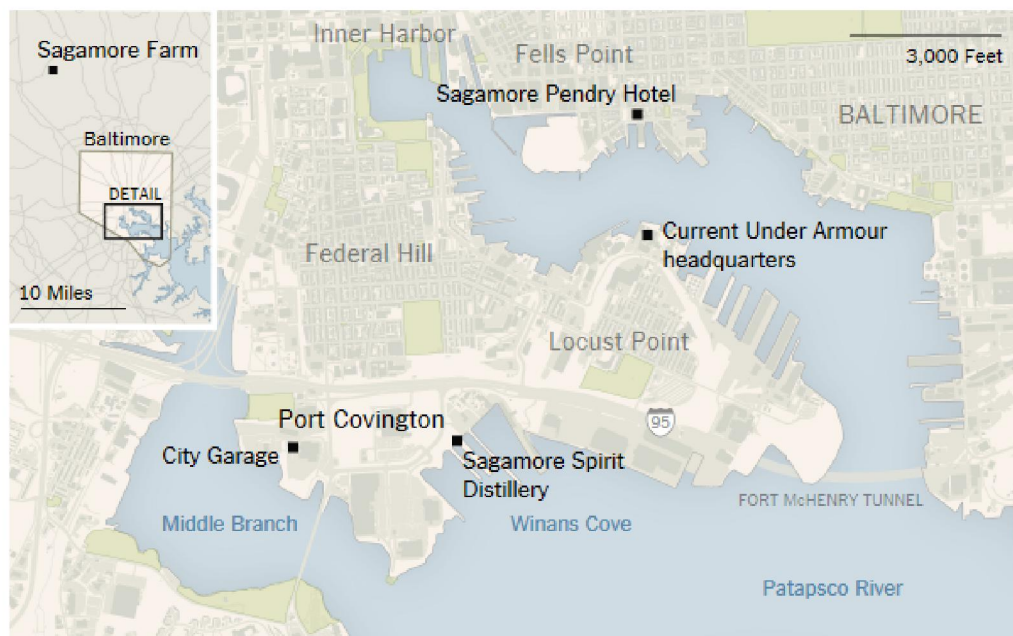 Sagamore Farm
Baltimore
DETAIL
10 Miles
Inner Harbor
Fells Point
3,000 Feet
Sagamore Pendry Hotel
BALTIMORE
Current Under Armour
headquarters
Federal Hill
Locust Point
Port Covington
95
City Garage
Sagamore Spirit
Distillery
FORT McHENRY TUNNEL
Middle Branch
Winans Cove
Patapsco River